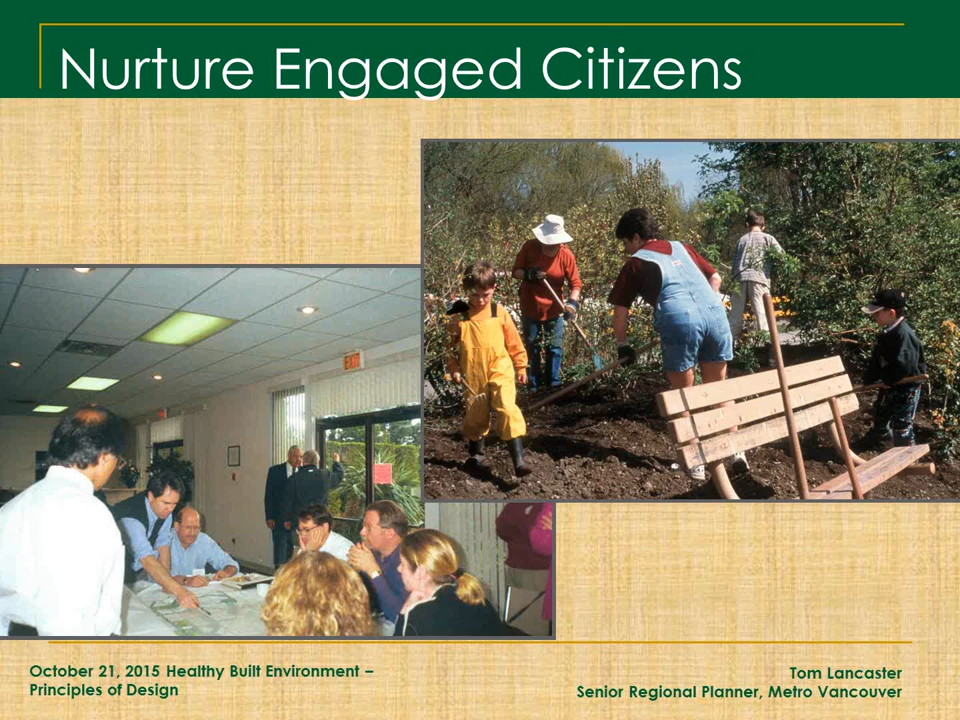 Nurture Engaged Citizens
EXIT
October 21, 2015 Healthy Built Environment –
Principles of Design
Tom Lancaster
Senior Regional Planner, Metro Vancouver